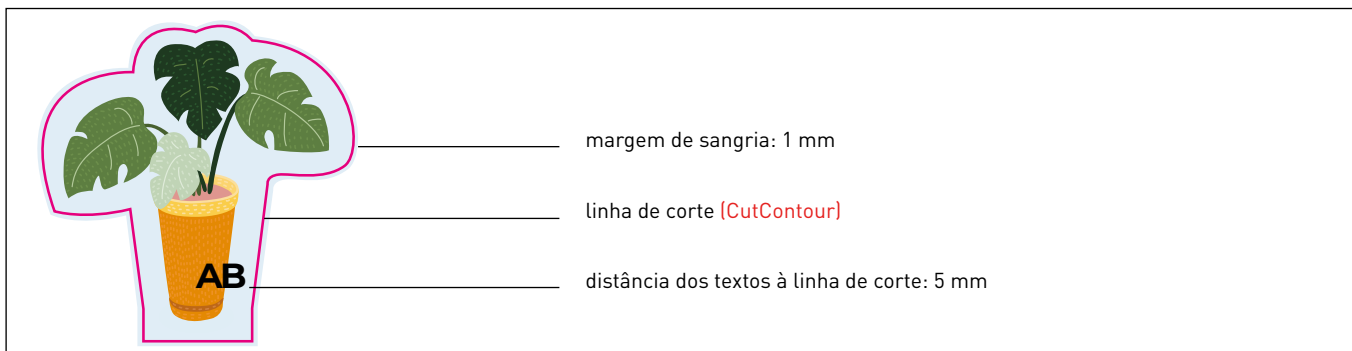 margem de sangria: 1 mm
linha de corte (CutContour)
AB
distância dos textos à linha de corte: 5 mm